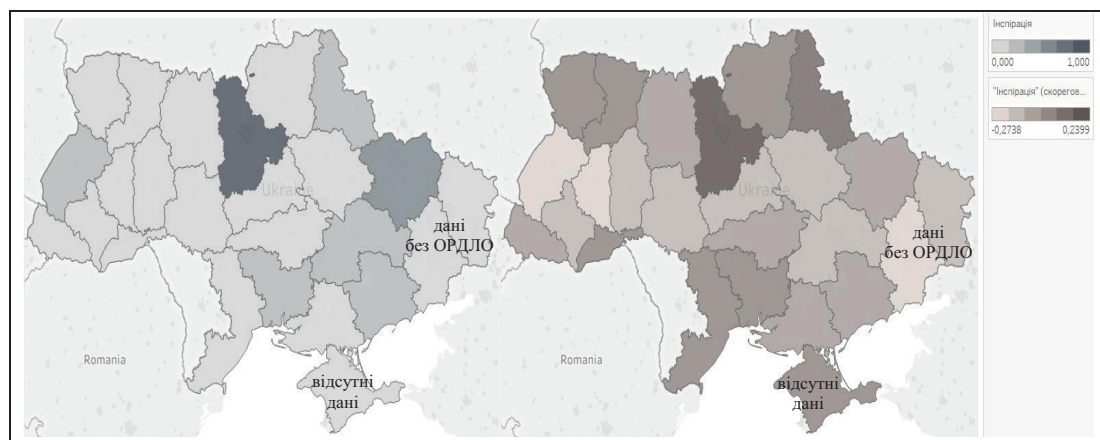 Ukraine
дані
без ОРДЛО
Romania
відсутні
дані
Ukraine
дані
без ОРДЛО
Romania
відсутні
дані
Інспірація
0,000 1,000
"Інспірація" (скорегов...
-0,2738 0,2399